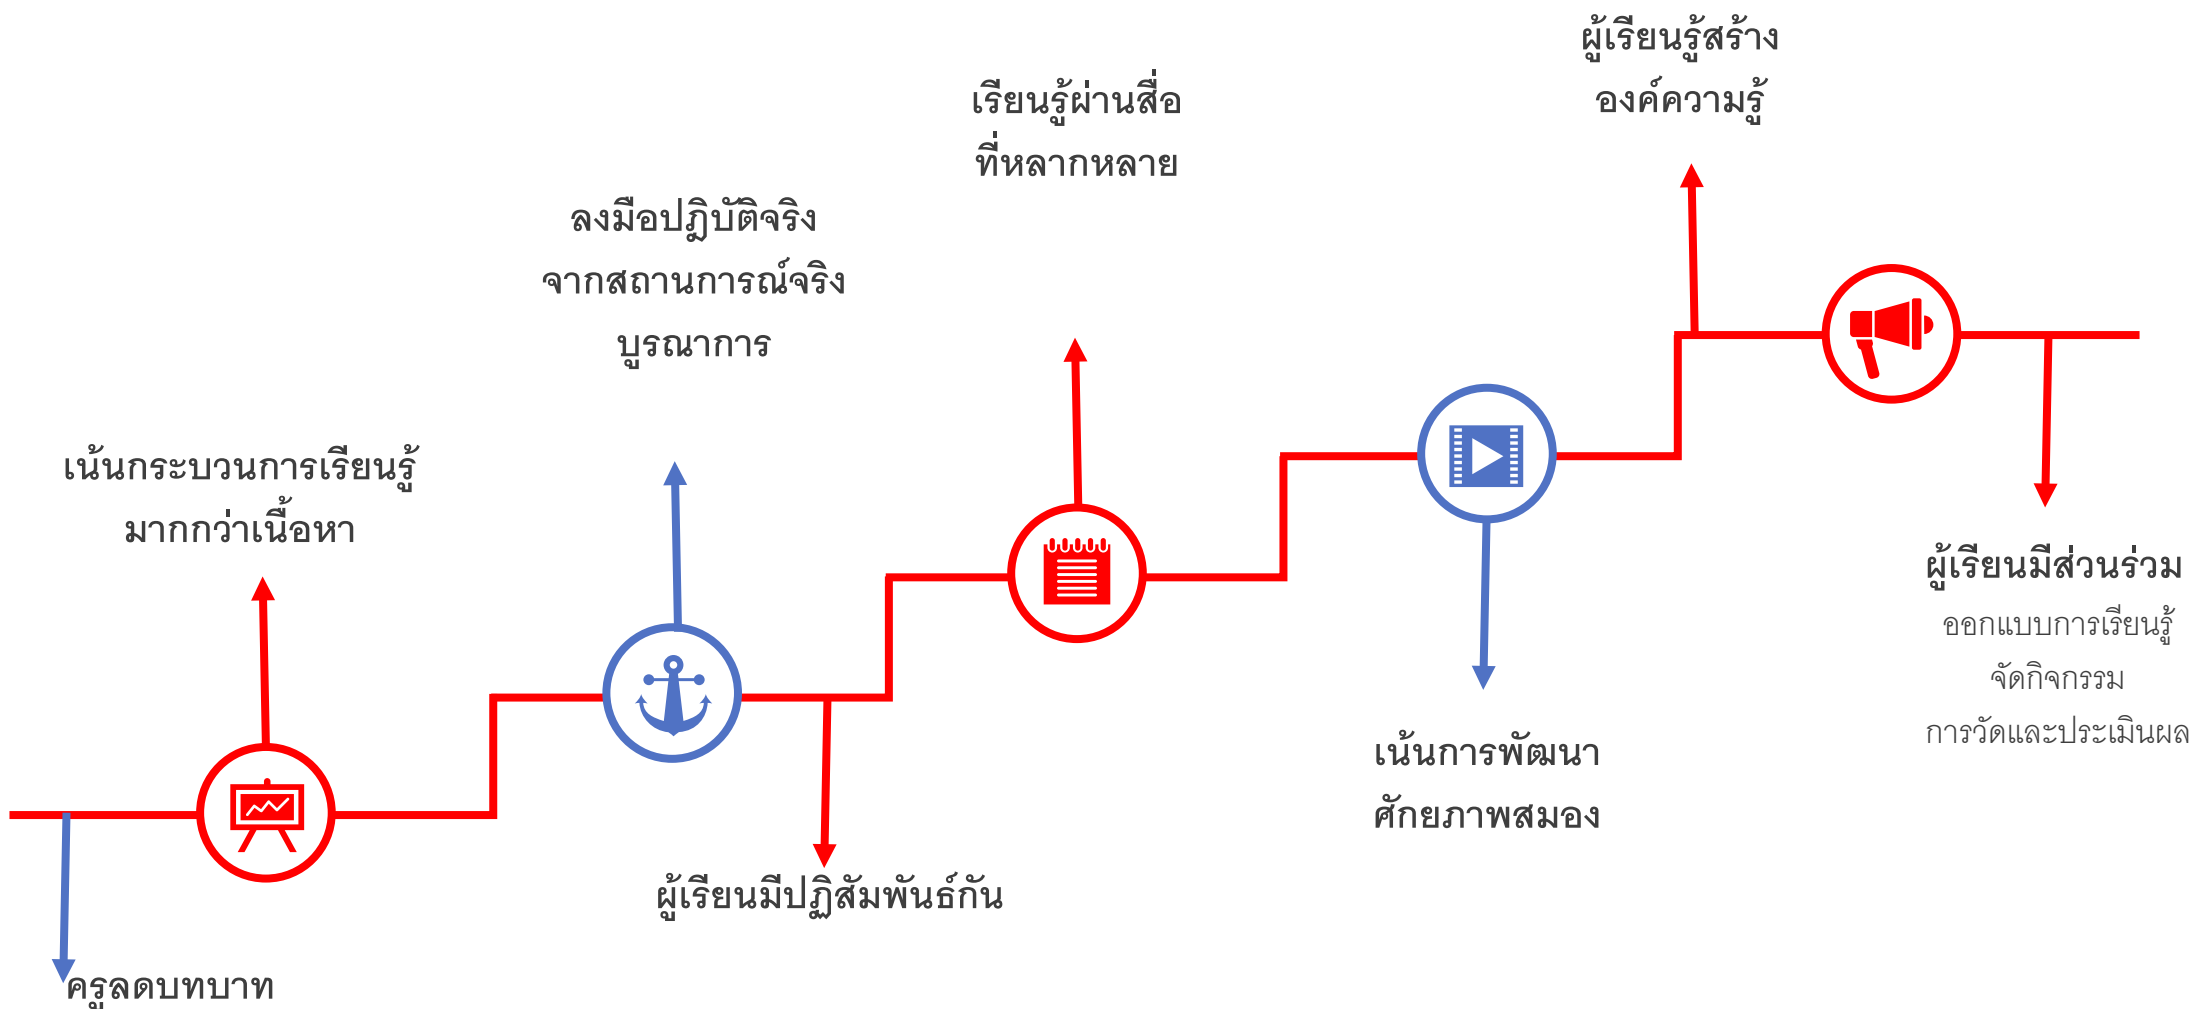 ผู้เรียนรู้สร้าง
องค์ความรู้
เรียนรู้ผ่านสื่อ
ที่หลากหลาย
ลงมือปฏิบัติจริง
จากสถานการณ์จริง
บูรณาการ
เน้นกระบวนการเรียนรู้
มากกว่าเนื้อหา
ผู้เรียนมีส่วนร่วม
ออกแบบการเรียนรู้
จัดกิจกรรม
การวัดและประเมินผล
เน้นการพัฒนา
ศักยภาพสมอง
ผู้เรียนมีปฏิสัมพันธ์กัน
ครูลดบทบาท